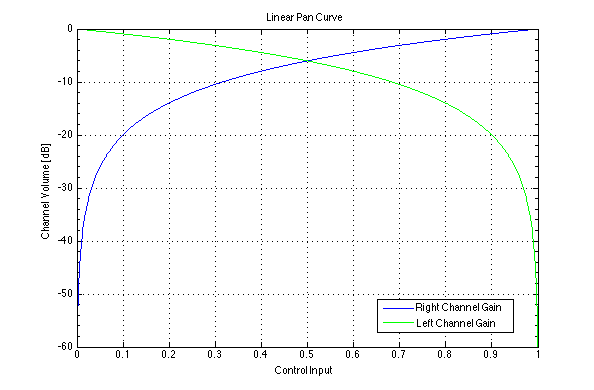 Linear Pan Curve
Channel Volume [dB]
0
-10
-20
-30
-40
-50
-60
0 0.1 0.2 0.3 0.4 0.5 0.6 0.7 0.8 0.9 1
Control Input
Right Channel Gain
Left Channel Gain